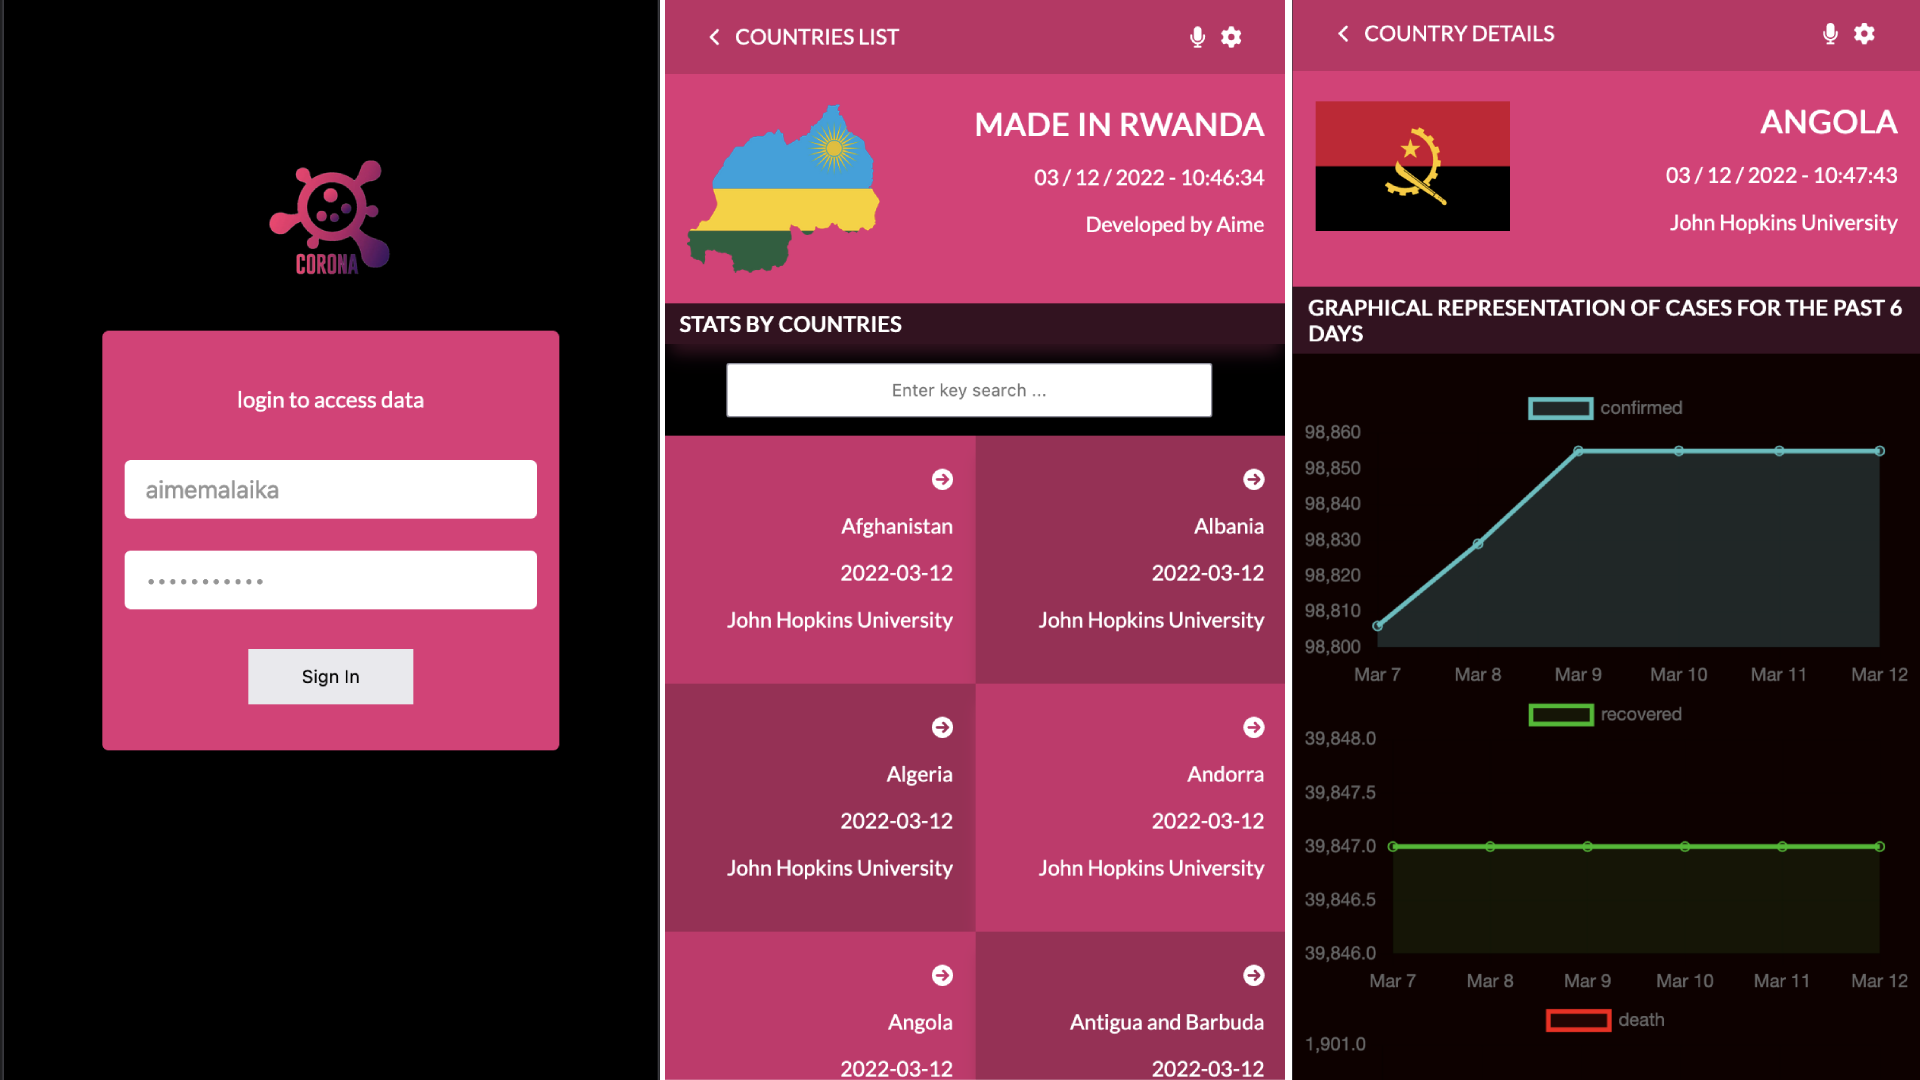 CORONA
login to access data
aimemalaika
Sign In
COUNTRIES LIST
MADE IN RWANDA
03 / 12 / 2022 - 10:46:34
Developed by Aime
STATS BY COUNTRIES
Enter key search ...
Afghanistan
2022-03-12
John Hopkins University
Albania
2022-03-12
John Hopkins University
Algeria
2022-03-12
John Hopkins University
Andorra
2022-03-12
John Hopkins University
Angola
2022-03-12
Antigua and Barbuda
2022-03-12
COUNTRY DETAILS
ANGOLA
03 / 12 / 2022 - 10:47:43
John Hopkins University
GRAPHICAL REPRESENTATION OF CASES FOR THE PAST 6
DAYS
confirmed
98,860
98,850
98,840
98,830
98,820
98,810
98,800
Mar 7 Mar 8 Mar 9 Mar 10 Mar 11 Mar 12
recovered
39,848.0
39,847.5
39,847.0
39,846.5
39,846.0
Mar 7 Mar 8 Mar 9 Mar 10 Mar 11 Mar 12
death
1,901.0